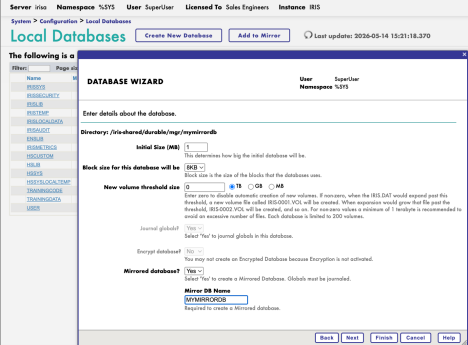 Server iriso Namespace %SYS User SuperUser Licensed To Sales Engineers Instance IRIS
System > Configuration > Local Databases
Local Databases
Create New Database
Add to Mirror
Last update: 2026-05-14 15:21:18.370
The following is a
Filter:
Page siz
Name
M
IRISSYS
IRISSECURITY
IRISLIB
IRISTEMP
IRISLOCALDATA
IRISAUDIT
ENSLIB
IRISMETRICS
HSCUSTOM
HSLIB
HSSYS
HSSYSLOCALTEMP
TRAININGCODE
TRAININGDATA
USER
x
DATABASE WIZARD
User SuperUser
Namespace %SYS
Enter details about the database.
Directory: /iris-shared/durable/mgr/mymirrordb
Initial Size (MB) 1
This determines how big the initial database will be.
Block size for this database will be 8KB
Block size is the size of the blocks that the databases uses.
New volume threshold size 0 TB GB MB
Enter zero to disable automatic creation of new volumes. If non-zero, when the IRIS.DAT would expand past this
threshold, a new volume file called IRIS-0001.VOL will be created. When expansion would grow that file past the
threshold, IRIS-0002.VOL will be created, and so on. For non-zero values a minimum of 1 terabyte is recommended to
avoid an excessive number of files. Each database is limited to 200 volumes.
Journal globals? Yes
Select 'Yes' to journal globals in this database.
Encrypt database? No
You may not create an Encrypted Database because Encryption is not activated.
Mirrored database? Yes
Select 'Yes' to create a Mirrored Database. Globals must be journaled.
Mirror DB Name
MYMIRRORDB
Required to create a Mirrored database.
Back
Next
Finish
Cancel
Help